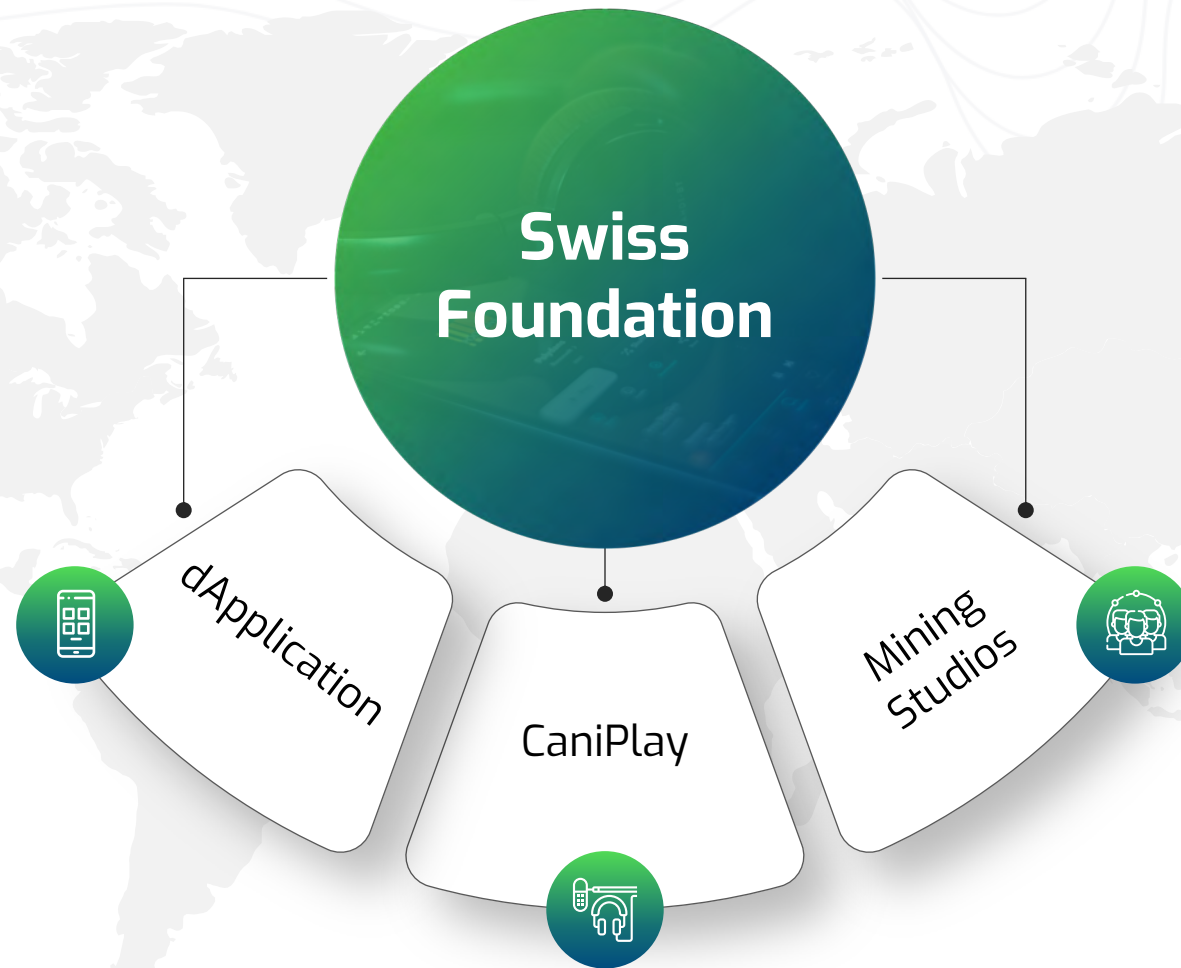 Swiss
Foundation
dApplication
CaniPlay
Mining
Studios